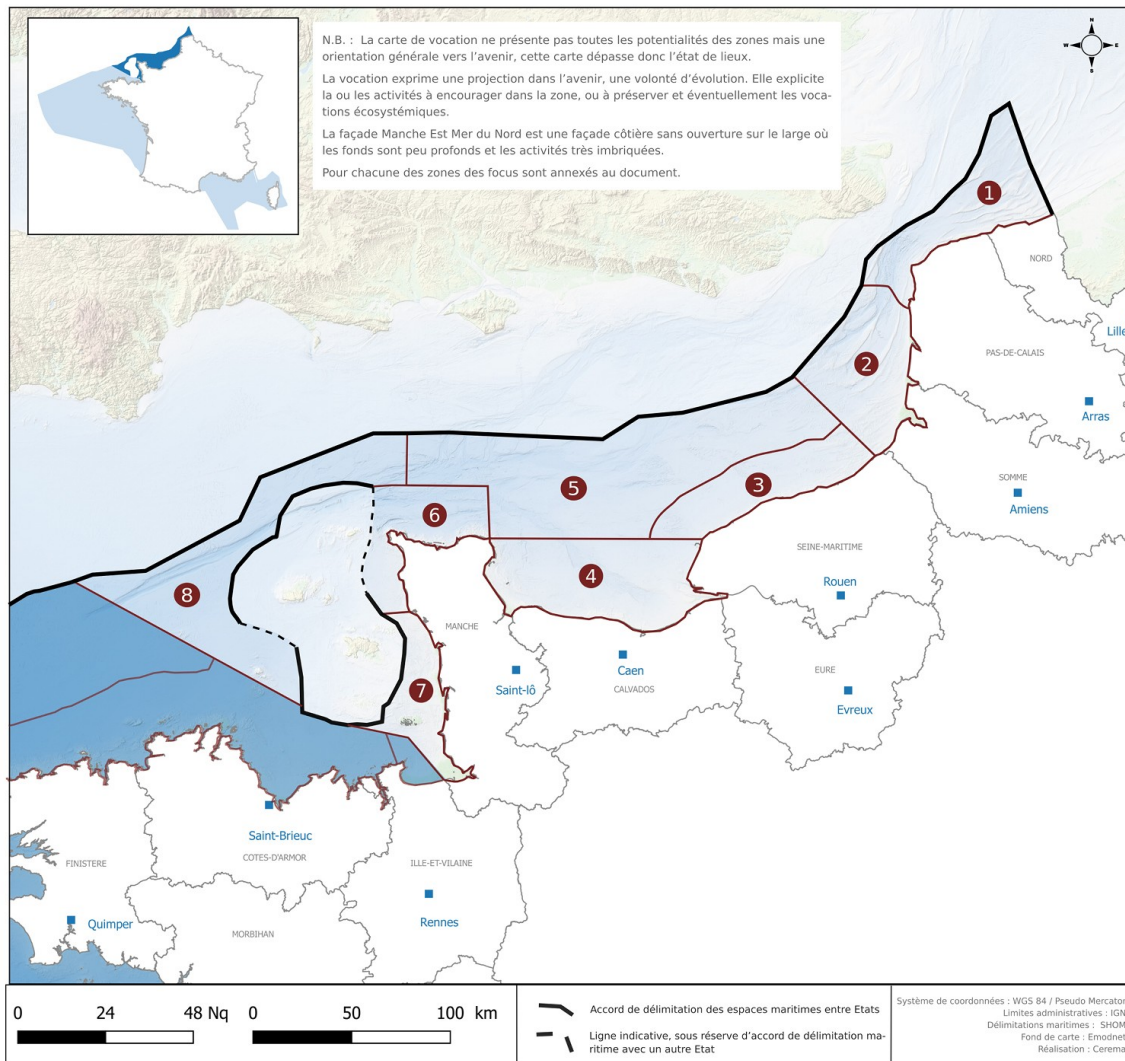 N.B. : La carte de vocation ne présente pas toutes les potentialités des zones mais une
orientation générale vers l'avenir, cette carte dépasse donc l'état de lieux.
La vocation exprime une projection dans l'avenir, une volonté d'évolution. Elle explicite
la ou les activités à encourager dans la zone, ou à préserver et éventuellement les voca-
tions écosystémiques.
La façade Manche Est Mer du Nord est une façade côtière sans ouverture sur le large où
les fonds sont peu profonds et les activités très imbriquées.
Pour chacune des zones des focus sont annexés au document.
N
W
E
S
1
NORD
Lille
2
PAS-DE-CALAIS
Arras
3
5
SOMME
Amiens
6
SEINE-MARITIME
4
8
Rouen
MANCHE
Caen
EURE
7
Saint-lô
CALVADOS
Evreux
Saint-Brieuc
COTES-D'ARMOR
FINISTERE
ILLE-ET-VILAINE
Quimper
Rennes
MORBIHAN
0 24 48 Nq
0 50 100 km
Accord de délimitation des espaces maritimes entre Etats
Ligne indicative, sous réserve d'accord de délimitation ma-
ritime avec un autre Etat
Système de coordonnées : WGS 84 / Pseudo Mercator
Limites administratives : IGN
Délimitations maritimes : SHOM
Fond de carte : Emodnet
Réalisation : Cerema